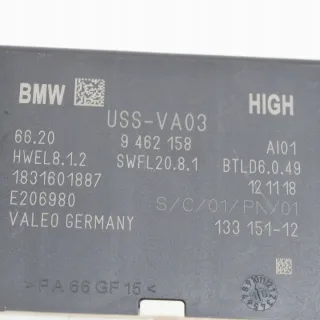 BMW HIGH
USS-VA03
66.20 9 462 158 AI01
HWEL8.1.2 SWFL20.8.1 BTLD6.0.49
1831601887 12 11 18
E206980 S/C/01/PN/01
VALEO GERMANY 133 151-12
>PA 66 GF 15<